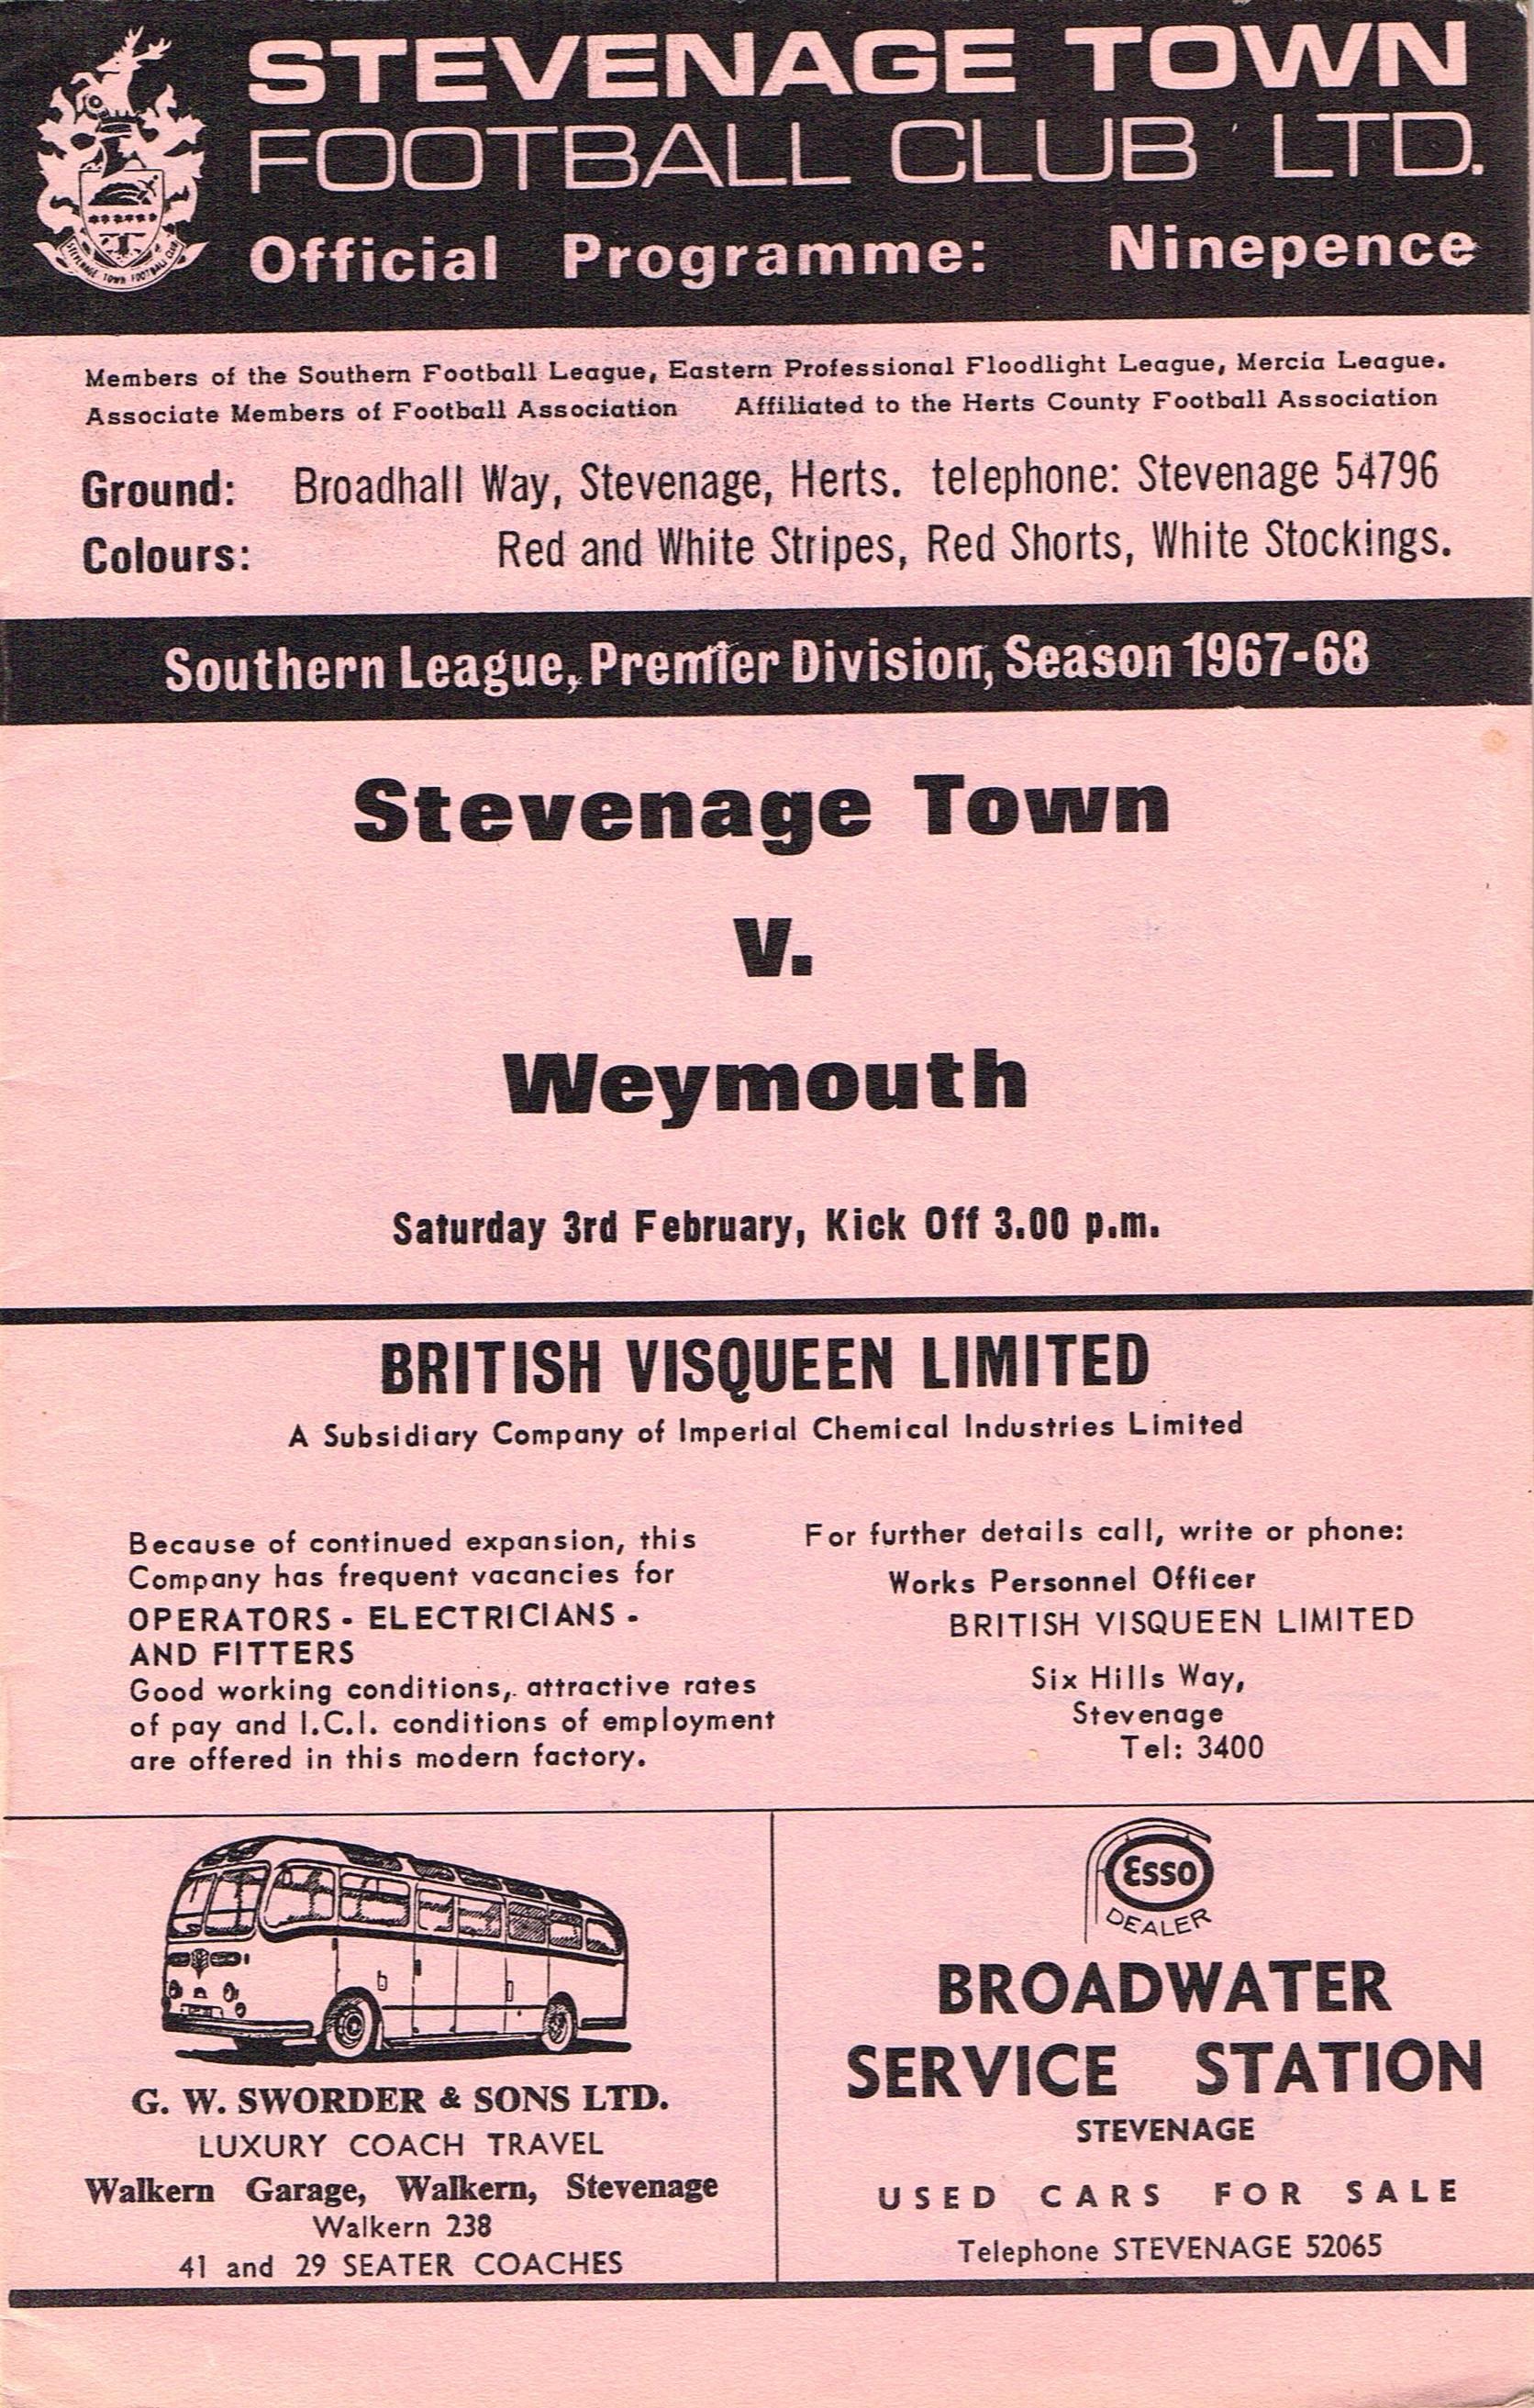 STEVENAGE TOWN
FOOTBALL CLUB LTD.
Official Programme: Ninepence
STEVENAGE TOWN FOOTBALL CLUB
Members of the Southern Football League, Eastern Professional Floodlight League, Mercia League.
Associate Members of Football Association Affiliated to the Herts County Football Association
Ground: Broadhall Way, Stevenage, Herts. telephone: Stevenage 54796
Colours: Red and White Stripes, Red Shorts, White Stockings.
Southern League, Premier Division, Season 1967-68
Stevenage Town
V.
Weymouth
Saturday 3rd February, Kick Off 3.00 p.m.
BRITISH VISQUEEN LIMITED
A Subsidiary Company of Imperial Chemical Industries Limited
Because of continued expansion, this
Company has frequent vacancies for
OPERATORS - ELECTRICIANS -
AND FITTERS
Good working conditions, attractive rates
of pay and I.C.I. conditions of employment
are offered in this modern factory.
For further details call, write or phone:
Works Personnel Officer
BRITISH VISQUEEN LIMITED
Six Hills Way,
Stevenage
Tel: 3400
G. W. SWORDER & SONS LTD.
LUXURY COACH TRAVEL
Walkern Garage, Walkern, Stevenage
Walkern 238
41 and 29 SEATER COACHES
Esso
DEALER
BROADWATER
SERVICE STATION
STEVENAGE
USED CARS FOR SALE
Telephone STEVENAGE 52065